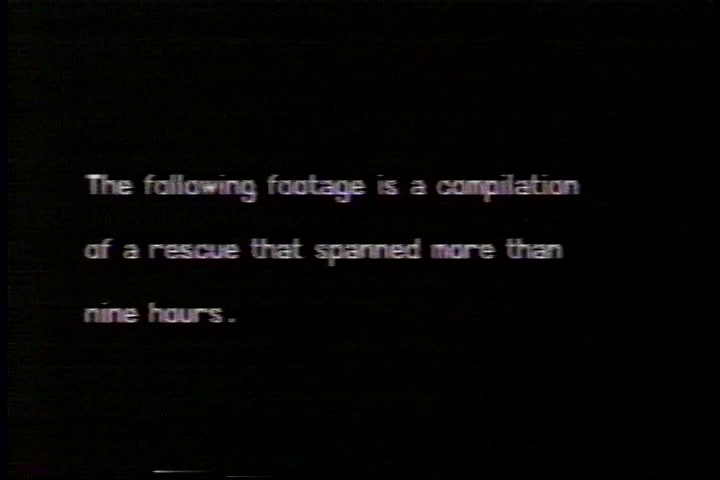 The following footage is a compilation
of a rescue that spanned more than
nine hours.